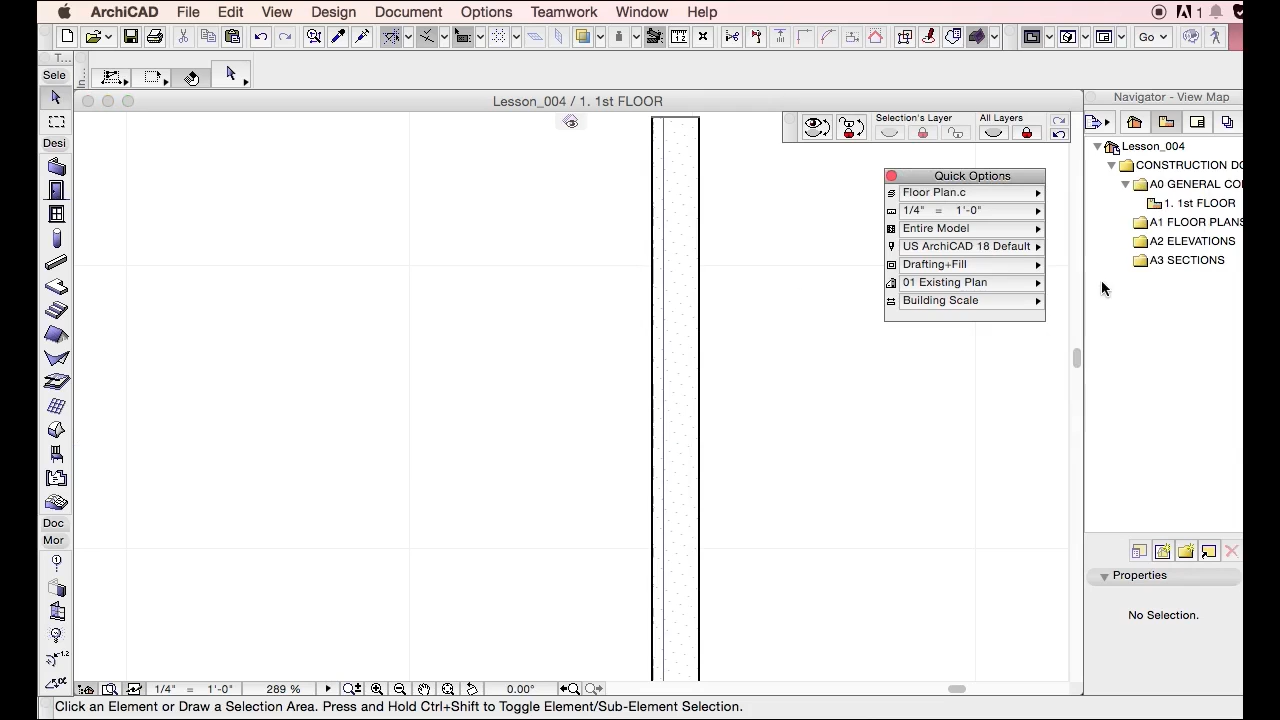 ArchiCAD File Edit View Design Document Options Teamwork Window Help 1
Go
T...
Sele
Lesson_004 / 1. 1st FLOOR
Navigator - View Map
Selection's Layer All Layers
Desi
Quick Options
Floor Plan.c
1/4" = 1'-0"
Entire Model
US ArchiCAD 18 Default
Drafting+Fill
01 Existing Plan
Building Scale
Lesson_004
CONSTRUCTION DO
A0 GENERAL CO
1. 1st FLOOR
A1 FLOOR PLANS
A2 ELEVATIONS
A3 SECTIONS
Doc
Mor
1.2
Properties
No Selection.
1/4" = 1'-0" 289 % 0.00°
Click an Element or Draw a Selection Area. Press and Hold Ctrl+Shift to Toggle Element/Sub-Element Selection.